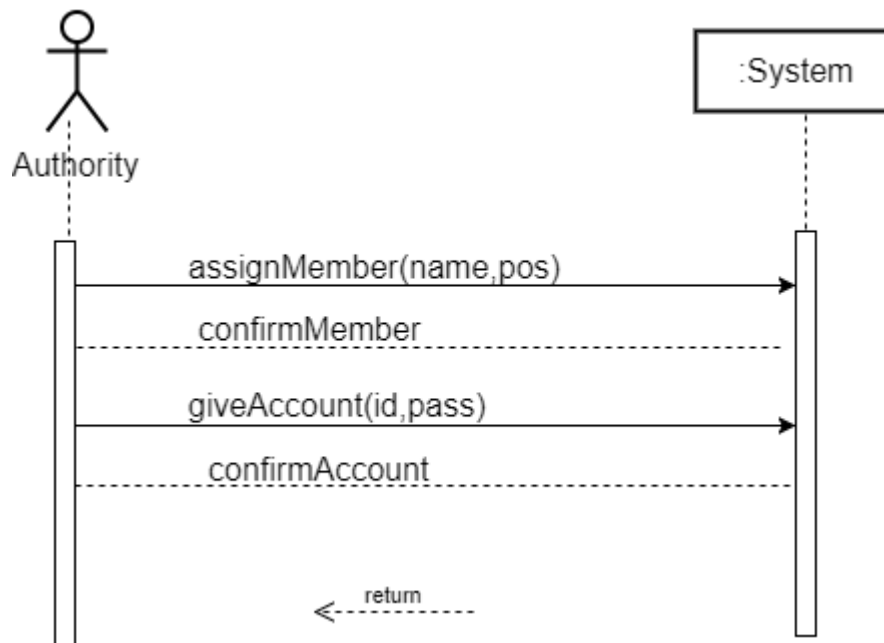 :System
Authority
assignMember(name,pos)
confirmMember
giveAccount(id,pass)
confirmAccount
return